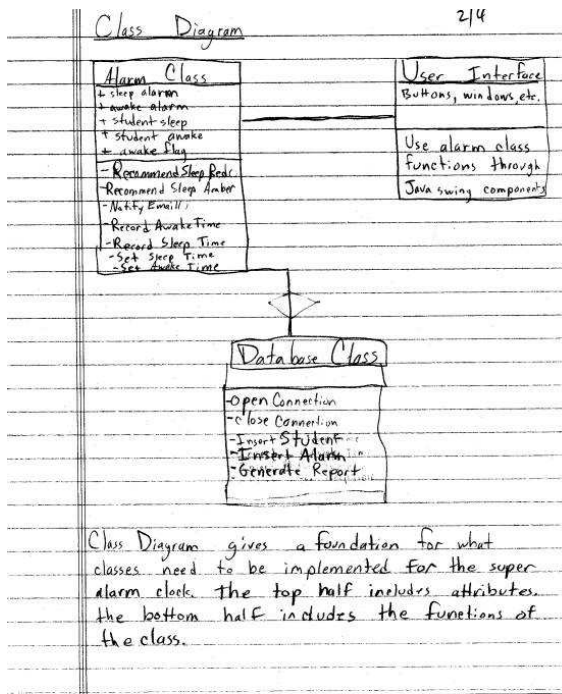 2/4
Class Diagram
Alarm Class
+ sleep alarm
+ awake alarm
+ student sleep
+ student awake
+ awake flag
- Recommend Sleep Red
- Recommend Sleep Amber
- Notify Email
- Record Awake Time
- Record Sleep Time
- Set Sleep Time
- Set Awake Time
User Interface
Buttons, windows, etc.
Use alarm class
functions through
Java swing components
Database Class
- Open Connection
- Close Connection
- Insert Student
- Insert Alarm
- Generate Report
Class Diagram gives a foundation for what
classes need to be implemented for the super
alarm clock. The top half includes attributes.
the bottom half includes the functions of
the class.